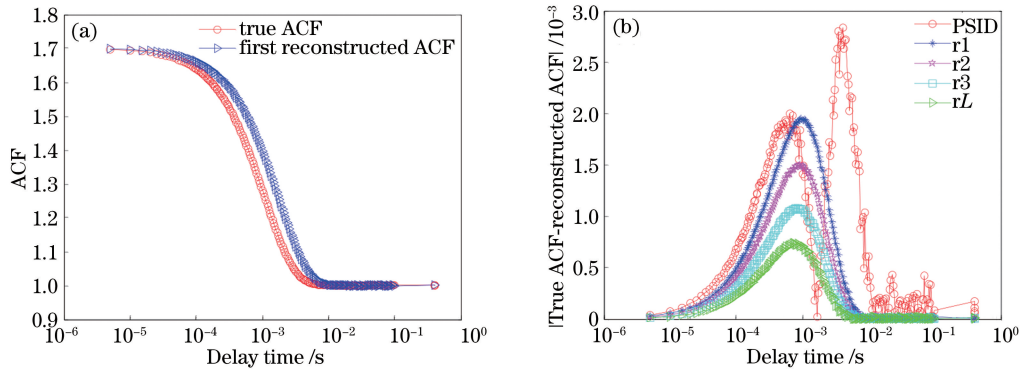 (a)
true ACF
first reconstructed ACF
1.8
1.7
1.6
1.5
1.4
1.3
1.2
1.1
1.0
0.9
ACF
10⁻⁶
10⁻⁵
10⁻⁴
10⁻³
10⁻²
10⁻¹
10⁰
Delay time /s
(b)
PSID
r1
r2
r3
rL
3.0
2.5
2.0
1.5
1.0
0.5
0
|True ACF-reconstructed ACF| /10⁻³
10⁻⁶
10⁻⁵
10⁻⁴
10⁻³
10⁻²
10⁻¹
10⁰
Delay time /s